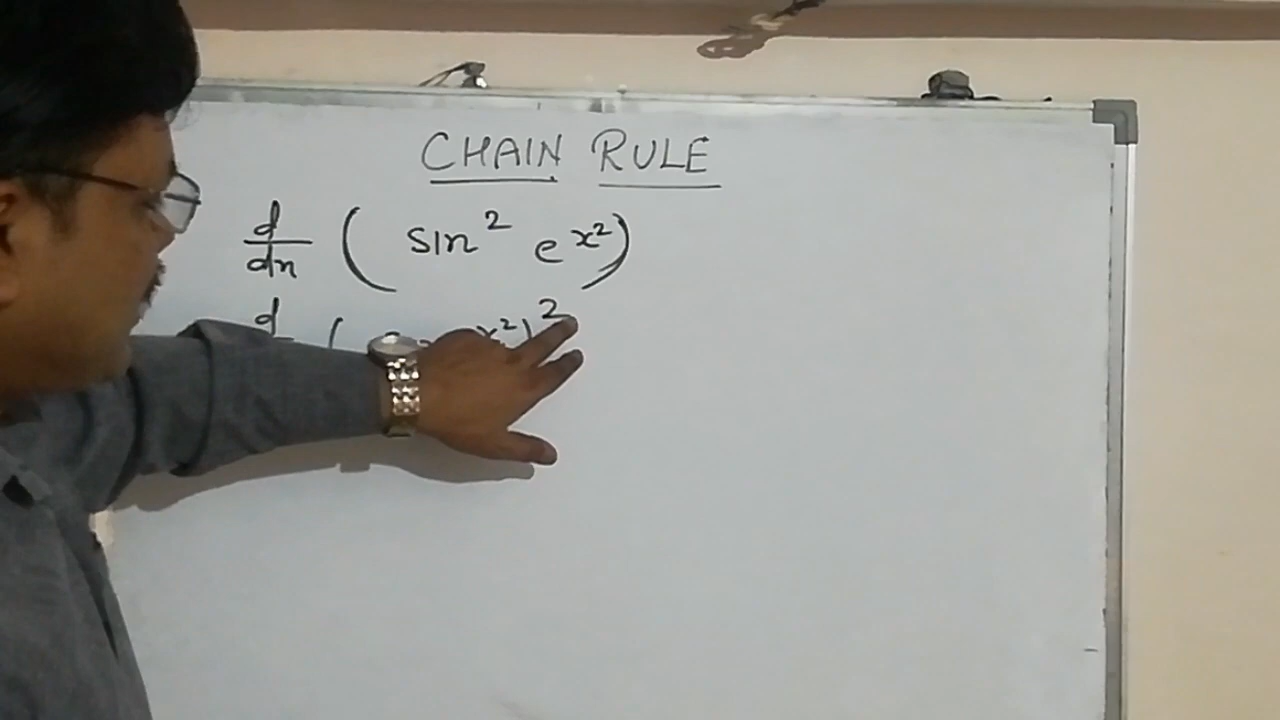 CHAIN RULE
d/dx ( sin² e^x² )
d ( x² ) ²